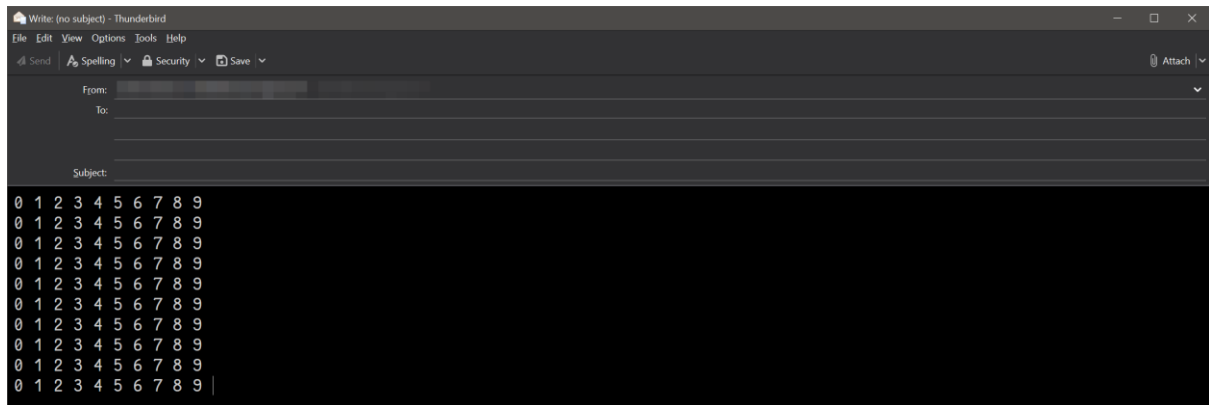 Write: (no subject) - Thunderbird
File Edit View Options Tools Help
Send Spelling Security Save Attach
From:
To:
Subject:
0 1 2 3 4 5 6 7 8 9
0 1 2 3 4 5 6 7 8 9
0 1 2 3 4 5 6 7 8 9
0 1 2 3 4 5 6 7 8 9
0 1 2 3 4 5 6 7 8 9
0 1 2 3 4 5 6 7 8 9
0 1 2 3 4 5 6 7 8 9
0 1 2 3 4 5 6 7 8 9
0 1 2 3 4 5 6 7 8 9
0 1 2 3 4 5 6 7 8 9